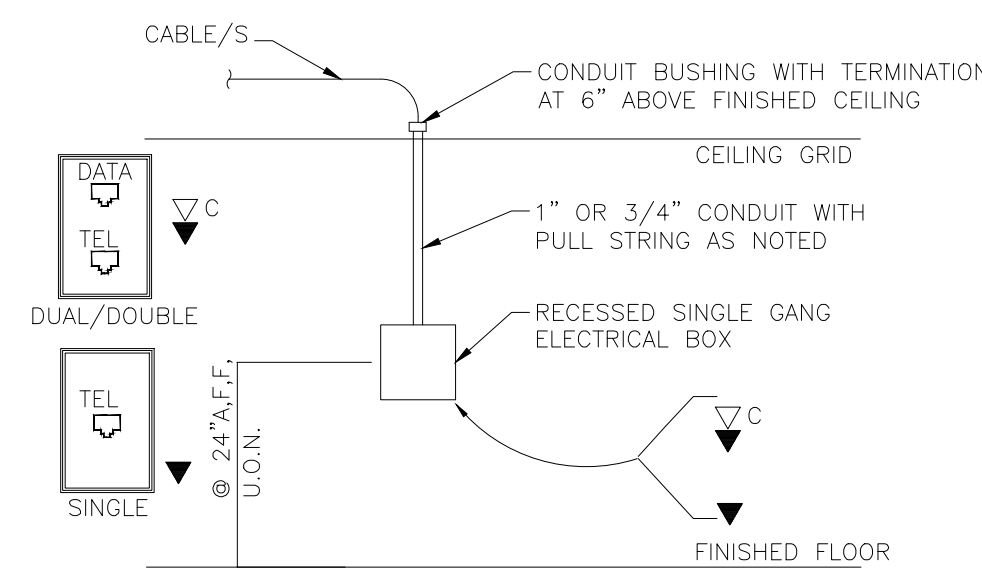 CABLE/S
CONDUIT BUSHING WITH TERMINATION
AT 6” ABOVE FINISHED CEILING
CEILING GRID
DATA
C
TEL
1” OR 3/4” CONDUIT WITH
PULL STRING AS NOTED
DUAL/DOUBLE
RECESSED SINGLE GANG
ELECTRICAL BOX
TEL
@ 24”A,F,F,
U.O.N.
C
SINGLE
FINISHED FLOOR